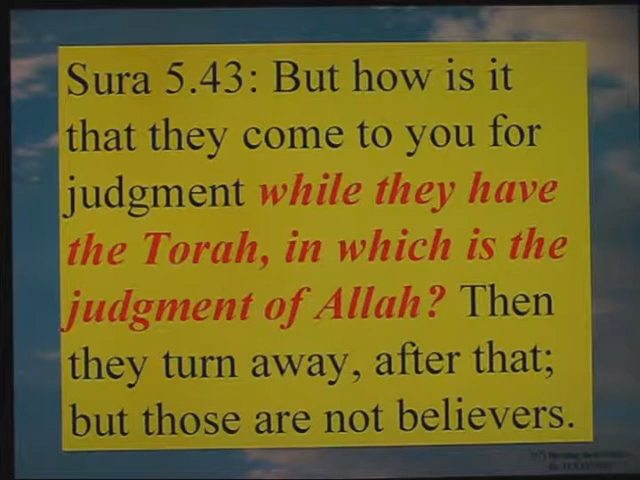 Sura 5.43: But how is it
that they come to you for
judgment while they have
the Torah, in which is the
judgment of Allah? Then
they turn away, after that;
but those are not believers.